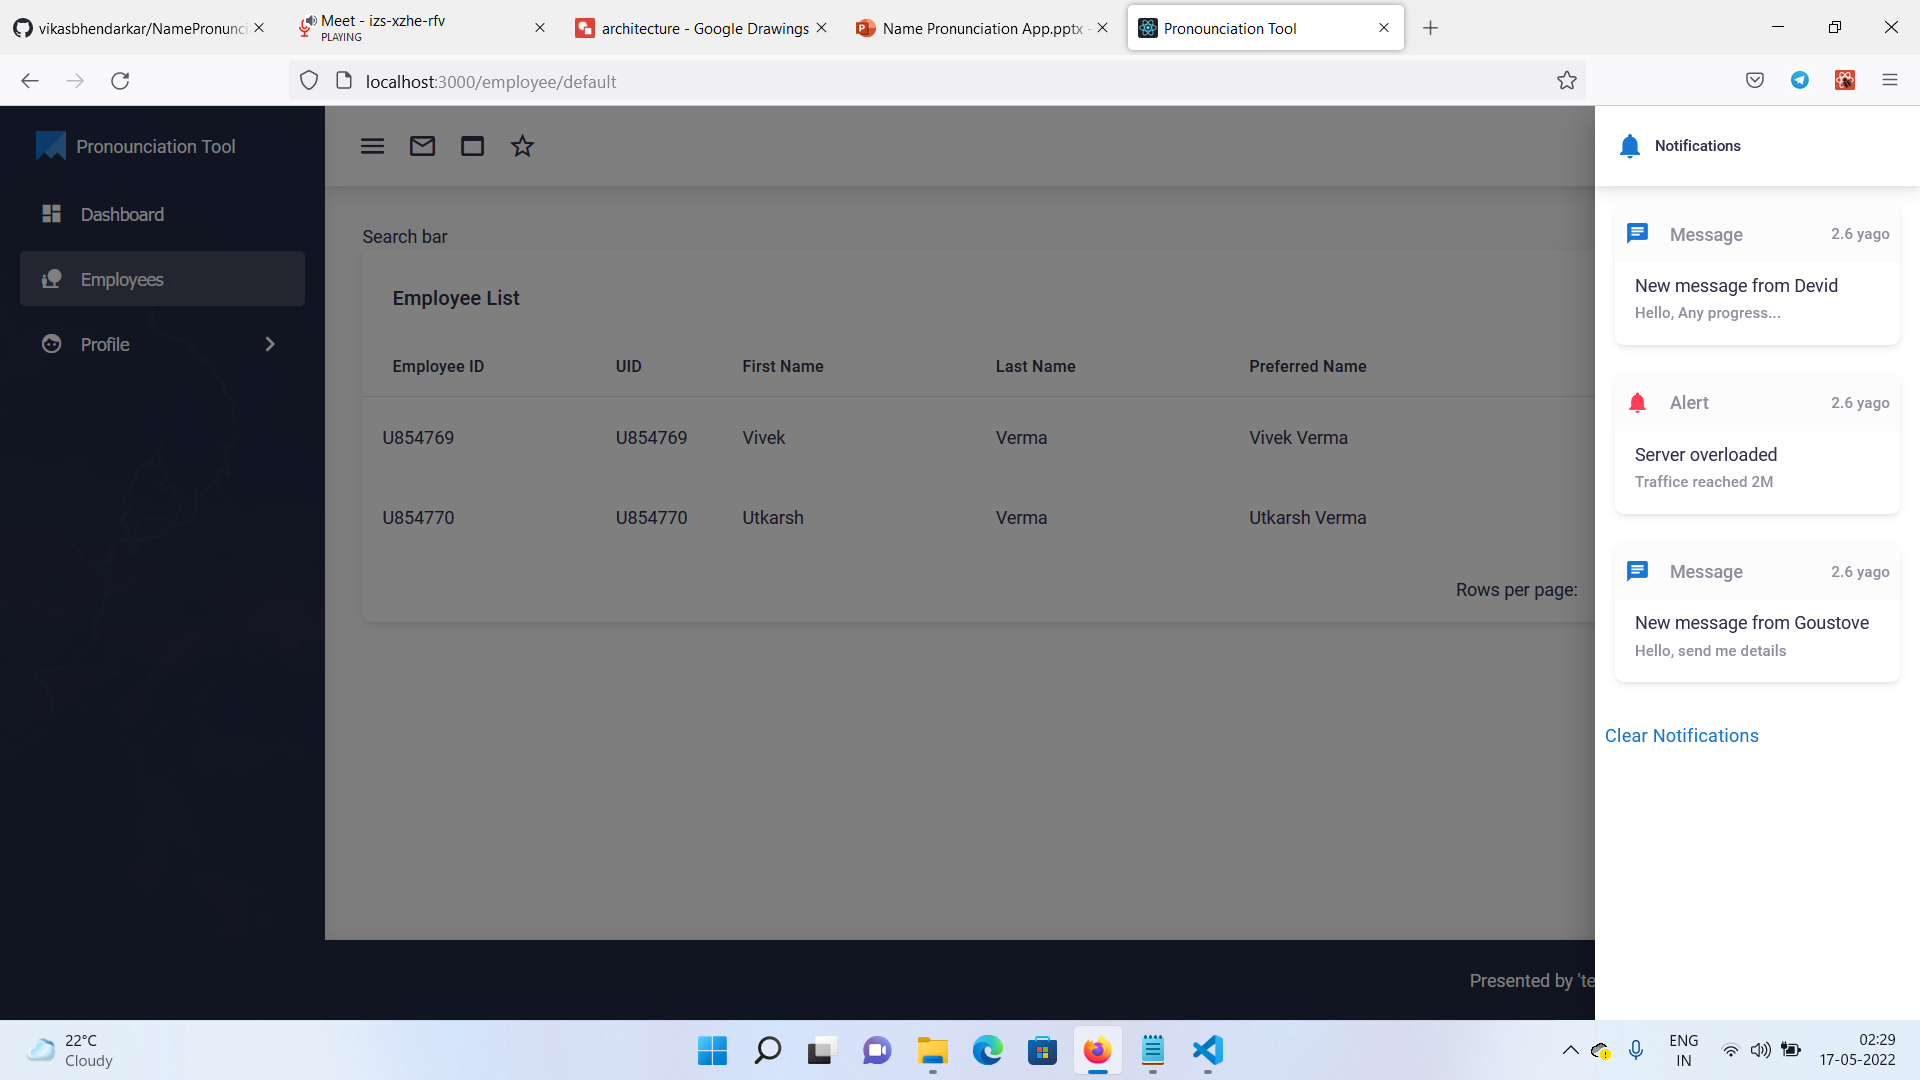 vikasbhendarkar/NamePronunci
Meet - izs-xzhe-rfv
PLAYING
architecture - Google Drawings
Name Pronunciation App.pptx -
Pronounciation Tool
localhost:3000/employee/default
Pronounciation Tool
Dashboard
Employees
Profile
Search bar
Employee List
Employee ID UID First Name Last Name Preferred Name
U854769 U854769 Vivek Verma Vivek Verma
U854770 U854770 Utkarsh Verma Utkarsh Verma
Rows per page:
Presented by 'te
Notifications
Message 2.6 yago
New message from Devid
Hello, Any progress...
Alert 2.6 yago
Server overloaded
Traffice reached 2M
Message 2.6 yago
New message from Goustove
Hello, send me details
Clear Notifications
22°C
Cloudy
ENG
IN
02:29
17-05-2022